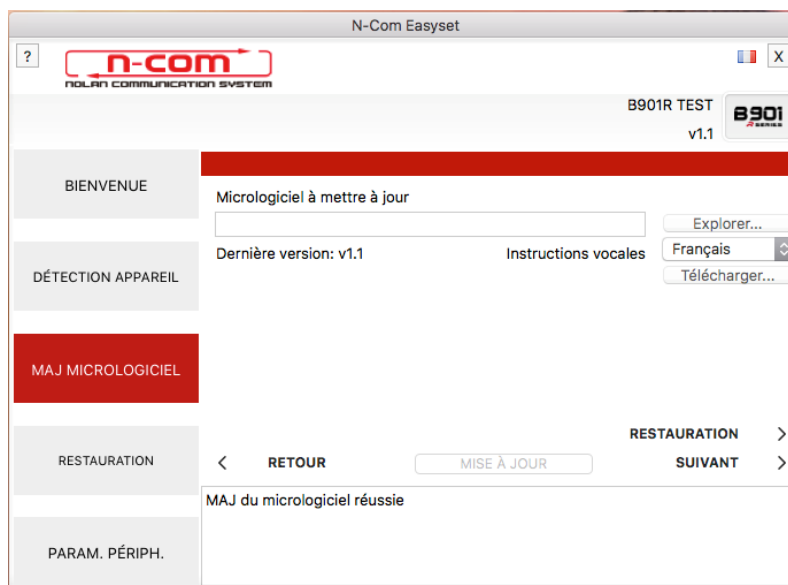 N-Com Easyset
?
n-com
NOLAN COMMUNICATION SYSTEM
X
B901R TEST
v1.1
B901
R SERIES
BIENVENUE
DÉTECTION APPAREIL
MAJ MICROLOGICIEL
RESTAURATION
PARAM. PÉRIPH.
Micrologiciel à mettre à jour
Explorer...
Dernière version: v1.1 Instructions vocales Français
Télécharger...
RESTAURATION >
< RETOUR MISE À JOUR SUIVANT >
MAJ du micrologiciel réussie